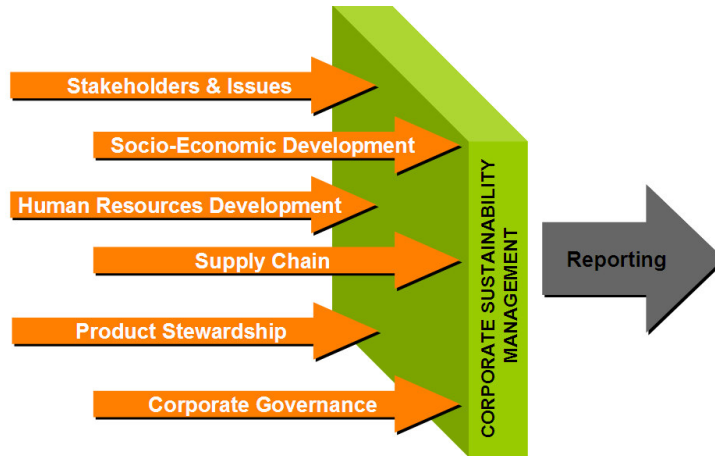 Stakeholders & Issues
Socio-Economic Development
Human Resources Development
Supply Chain
Product Stewardship
Corporate Governance
CORPORATE SUSTAINABILITY
MANAGEMENT
Reporting